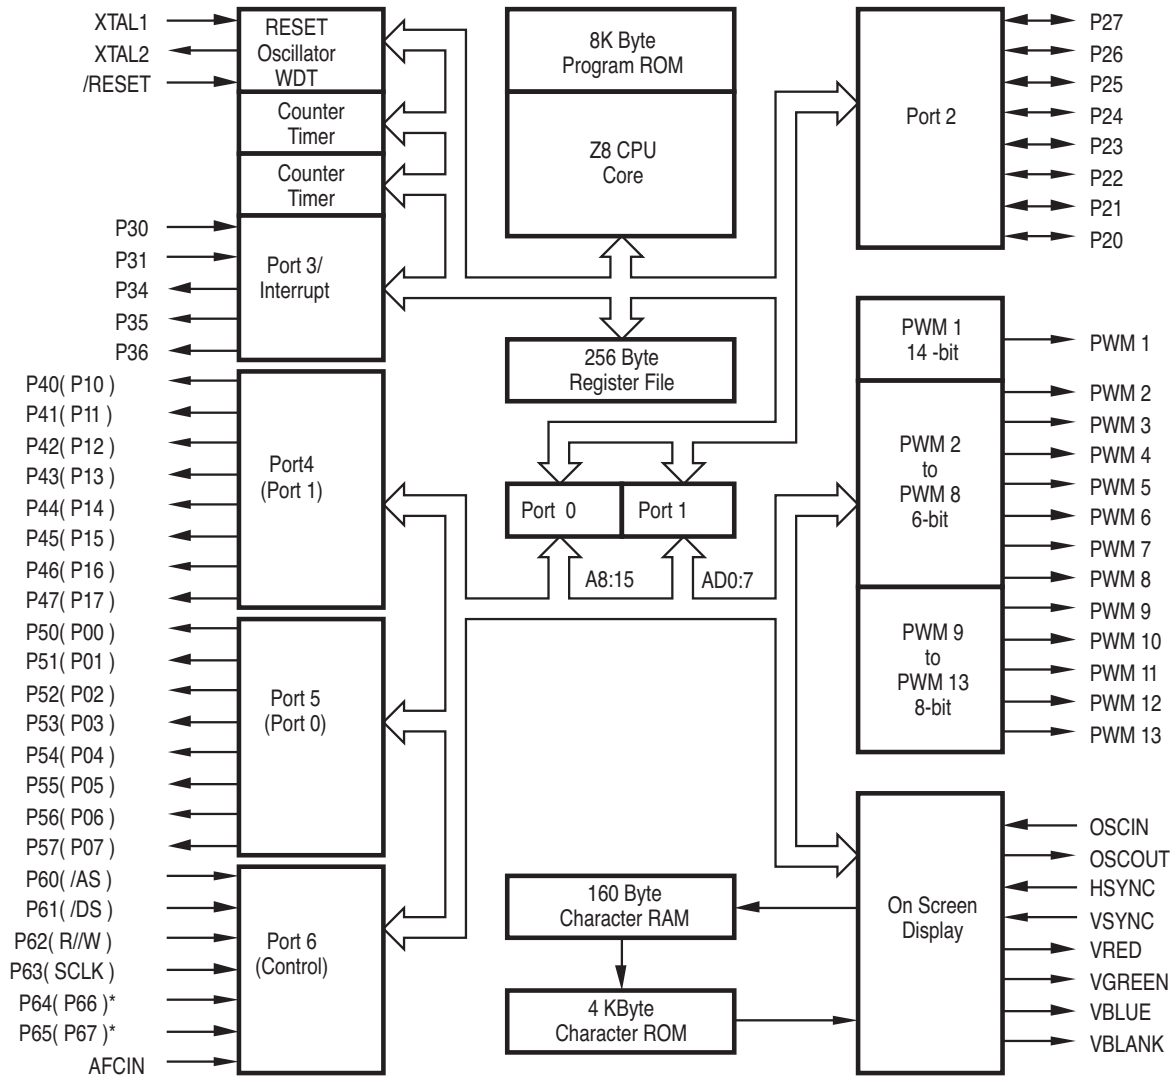 XTAL1
XTAL2
/RESET
RESET
Oscillator
WDT
Counter
Timer
Counter
Timer
P30
P31
P34
P35
P36
Port 3/
Interrupt
P40( P10 )
P41( P11 )
P42( P12 )
P43( P13 )
P44( P14 )
P45( P15 )
P46( P16 )
P47( P17 )
Port4
(Port 1)
P50( P00 )
P51( P01 )
P52( P02 )
P53( P03 )
P54( P04 )
P55( P05 )
P56( P06 )
P57( P07 )
Port 5
(Port 0)
P60( /AS )
P61( /DS )
P62( R//W )
P63( SCLK )
P64( P66 )*
P65( P67 )*
AFCIN
Port 6
(Control)
8K Byte
Program ROM
Z8 CPU
Core
256 Byte
Register File
Port 0
Port 1
A8:15
AD0:7
160 Byte
Character RAM
4 KByte
Character ROM
Port 2
P27
P26
P25
P24
P23
P22
P21
P20
PWM 1
14 -bit
PWM 1
PWM 2
to
PWM 8
6-bit
PWM 2
PWM 3
PWM 4
PWM 5
PWM 6
PWM 7
PWM 8
PWM 9
to
PWM 13
8-bit
PWM 9
PWM 10
PWM 11
PWM 12
PWM 13
On Screen
Display
OSCIN
OSCOUT
HSYNC
VSYNC
VRED
VGREEN
VBLUE
VBLANK